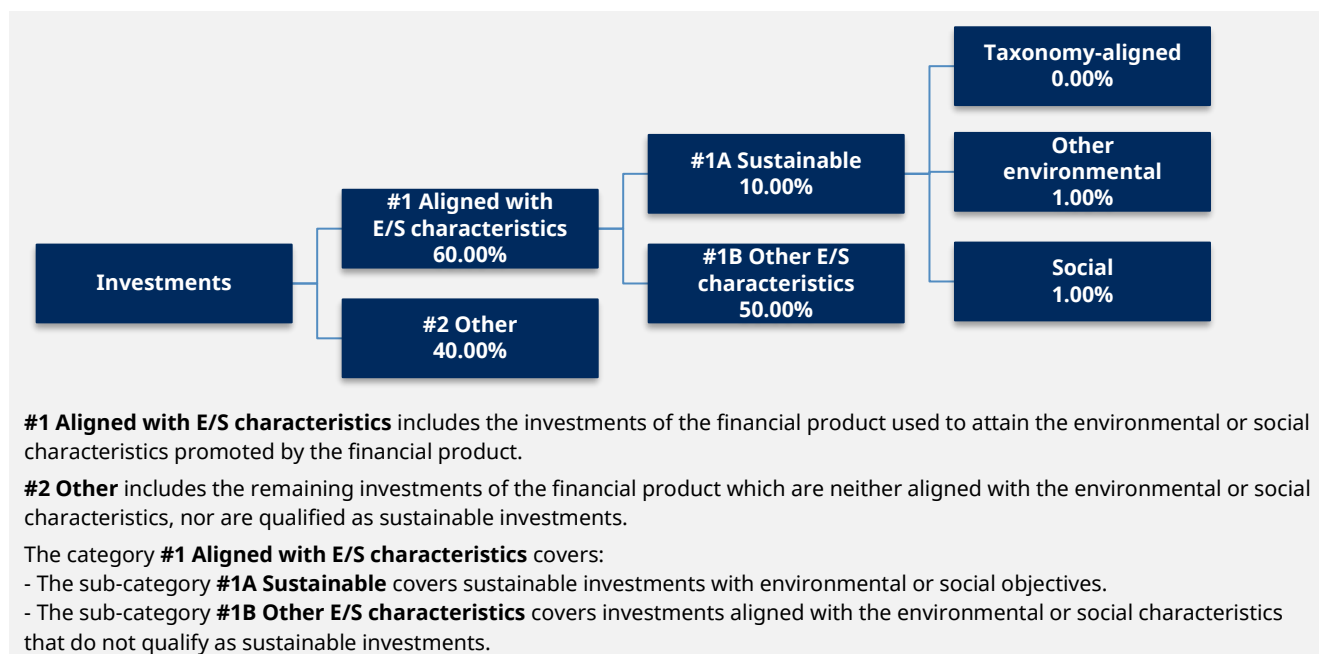 Taxonomy-aligned
0.00%
#1A Sustainable
10.00%
Other
environmental
1.00%
#1 Aligned with
E/S characteristics
60.00%
Investments
#1B Other E/S
characteristics
50.00%
Social
1.00%
#2 Other
40.00%
#1 Aligned with E/S characteristics includes the investments of the financial product used to attain the environmental or social
characteristics promoted by the financial product.
#2 Other includes the remaining investments of the financial product which are neither aligned with the environmental or social
characteristics, nor are qualified as sustainable investments.
The category #1 Aligned with E/S characteristics covers:
- The sub-category #1A Sustainable covers sustainable investments with environmental or social objectives.
- The sub-category #1B Other E/S characteristics covers investments aligned with the environmental or social characteristics
that do not qualify as sustainable investments.